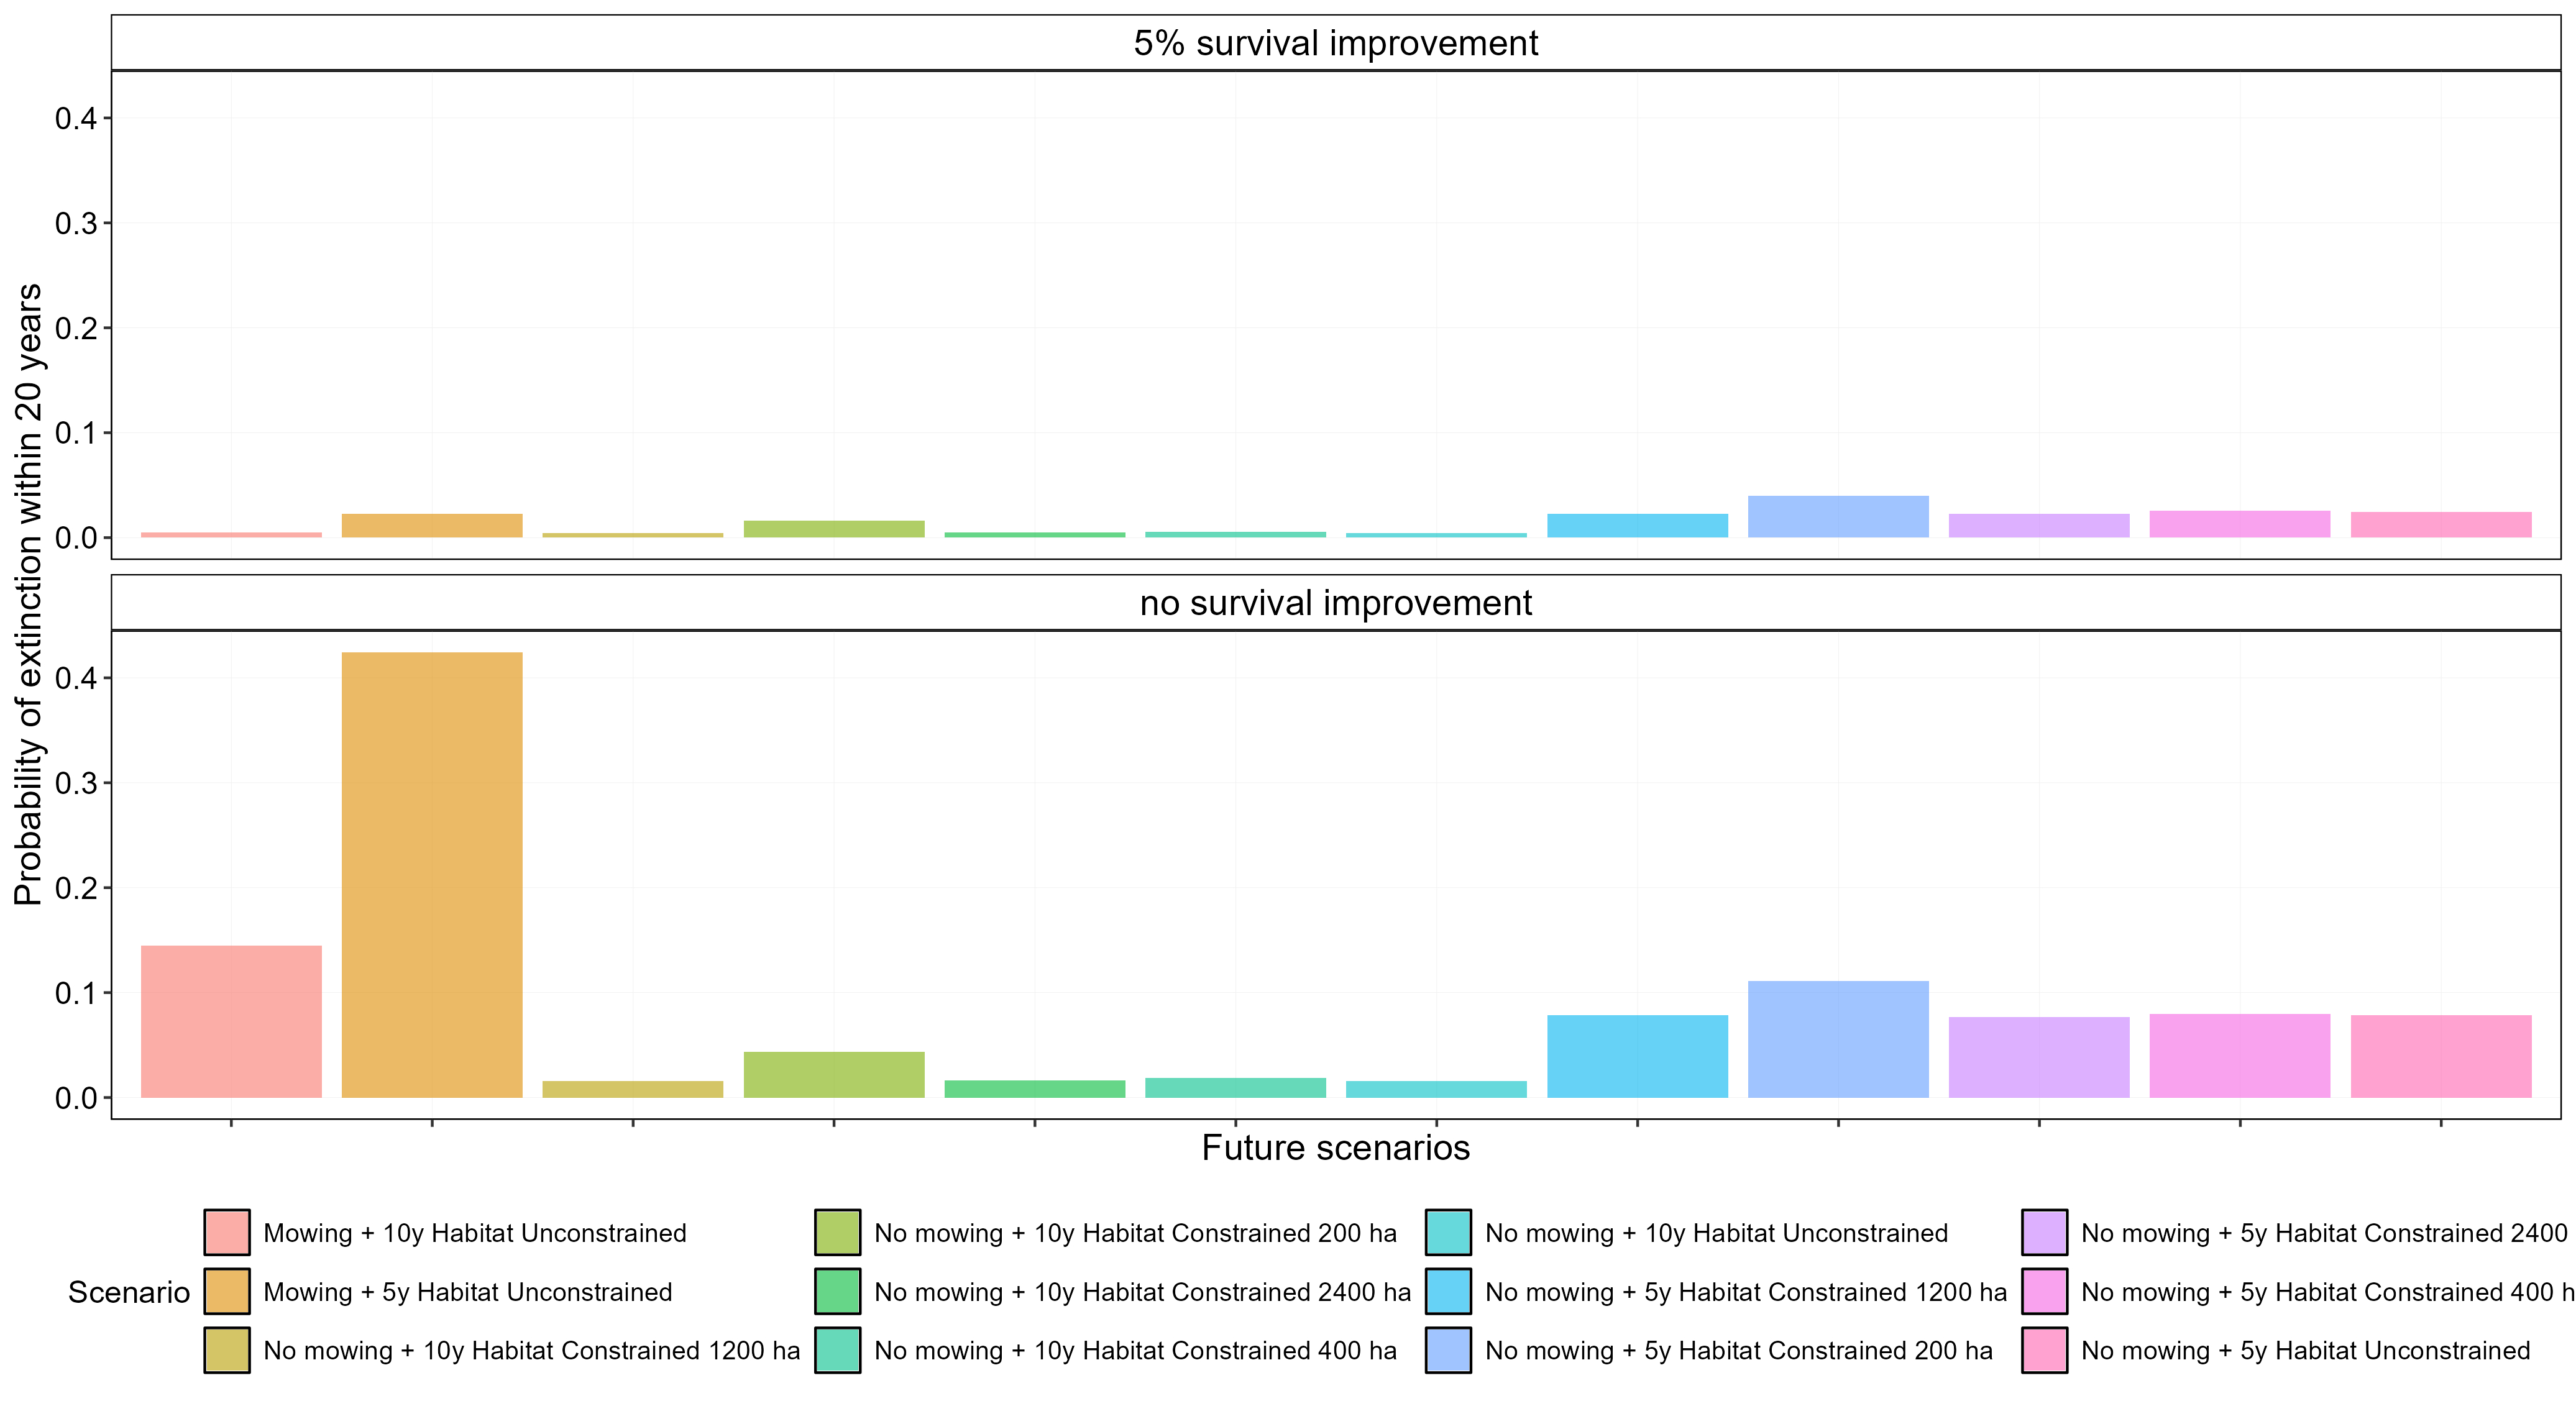 5% survival improvement
0.4
0.3
0.2
0.1
0.0
Probability of extinction within 20 years
no survival improvement
0.4
0.3
0.2
0.1
0.0
Future scenarios
Scenario
Mowing + 10y Habitat Unconstrained
Mowing + 5y Habitat Unconstrained
No mowing + 10y Habitat Constrained 1200 ha
No mowing + 10y Habitat Constrained 200 ha
No mowing + 10y Habitat Constrained 2400 ha
No mowing + 10y Habitat Constrained 400 ha
No mowing + 10y Habitat Unconstrained
No mowing + 5y Habitat Constrained 1200 ha
No mowing + 5y Habitat Constrained 200 ha
No mowing + 5y Habitat Constrained 2400
No mowing + 5y Habitat Constrained 400 h
No mowing + 5y Habitat Unconstrained